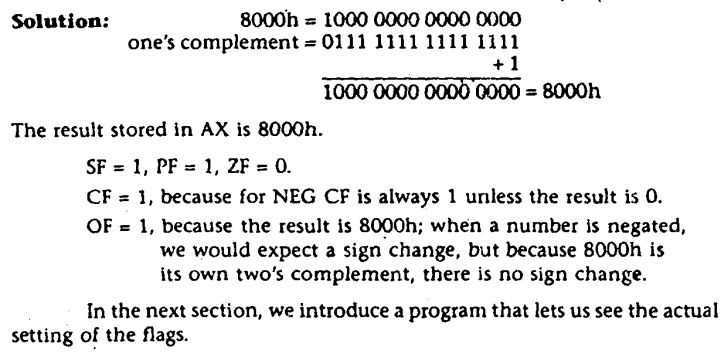 Solution: 8000h = 1000 0000 0000 0000
one's complement = 0111 1111 1111 1111
+ 1
1000 0000 0000 0000 = 8000h
The result stored in AX is 8000h.
SF = 1, PF = 1, ZF = 0.
CF = 1, because for NEG CF is always 1 unless the result is 0.
OF = 1, because the result is 8000h; when a number is negated,
we would expect a sign change, but because 8000h is
its own two's complement, there is no sign change.
In the next section, we introduce a program that lets us see the actual
setting of the flags.